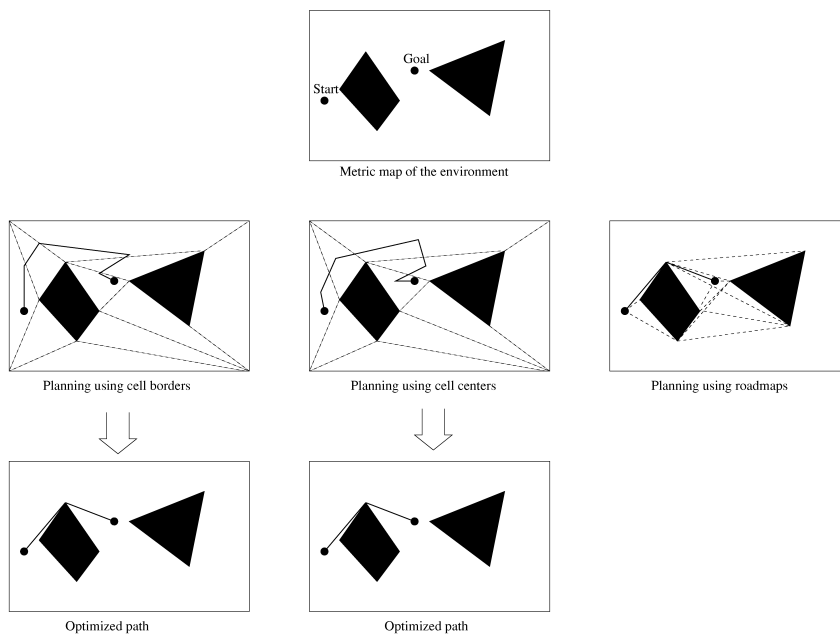 Goal
Start
Metric map of the environment
Planning using cell borders
Planning using cell centers
Planning using roadmaps
Optimized path
Optimized path